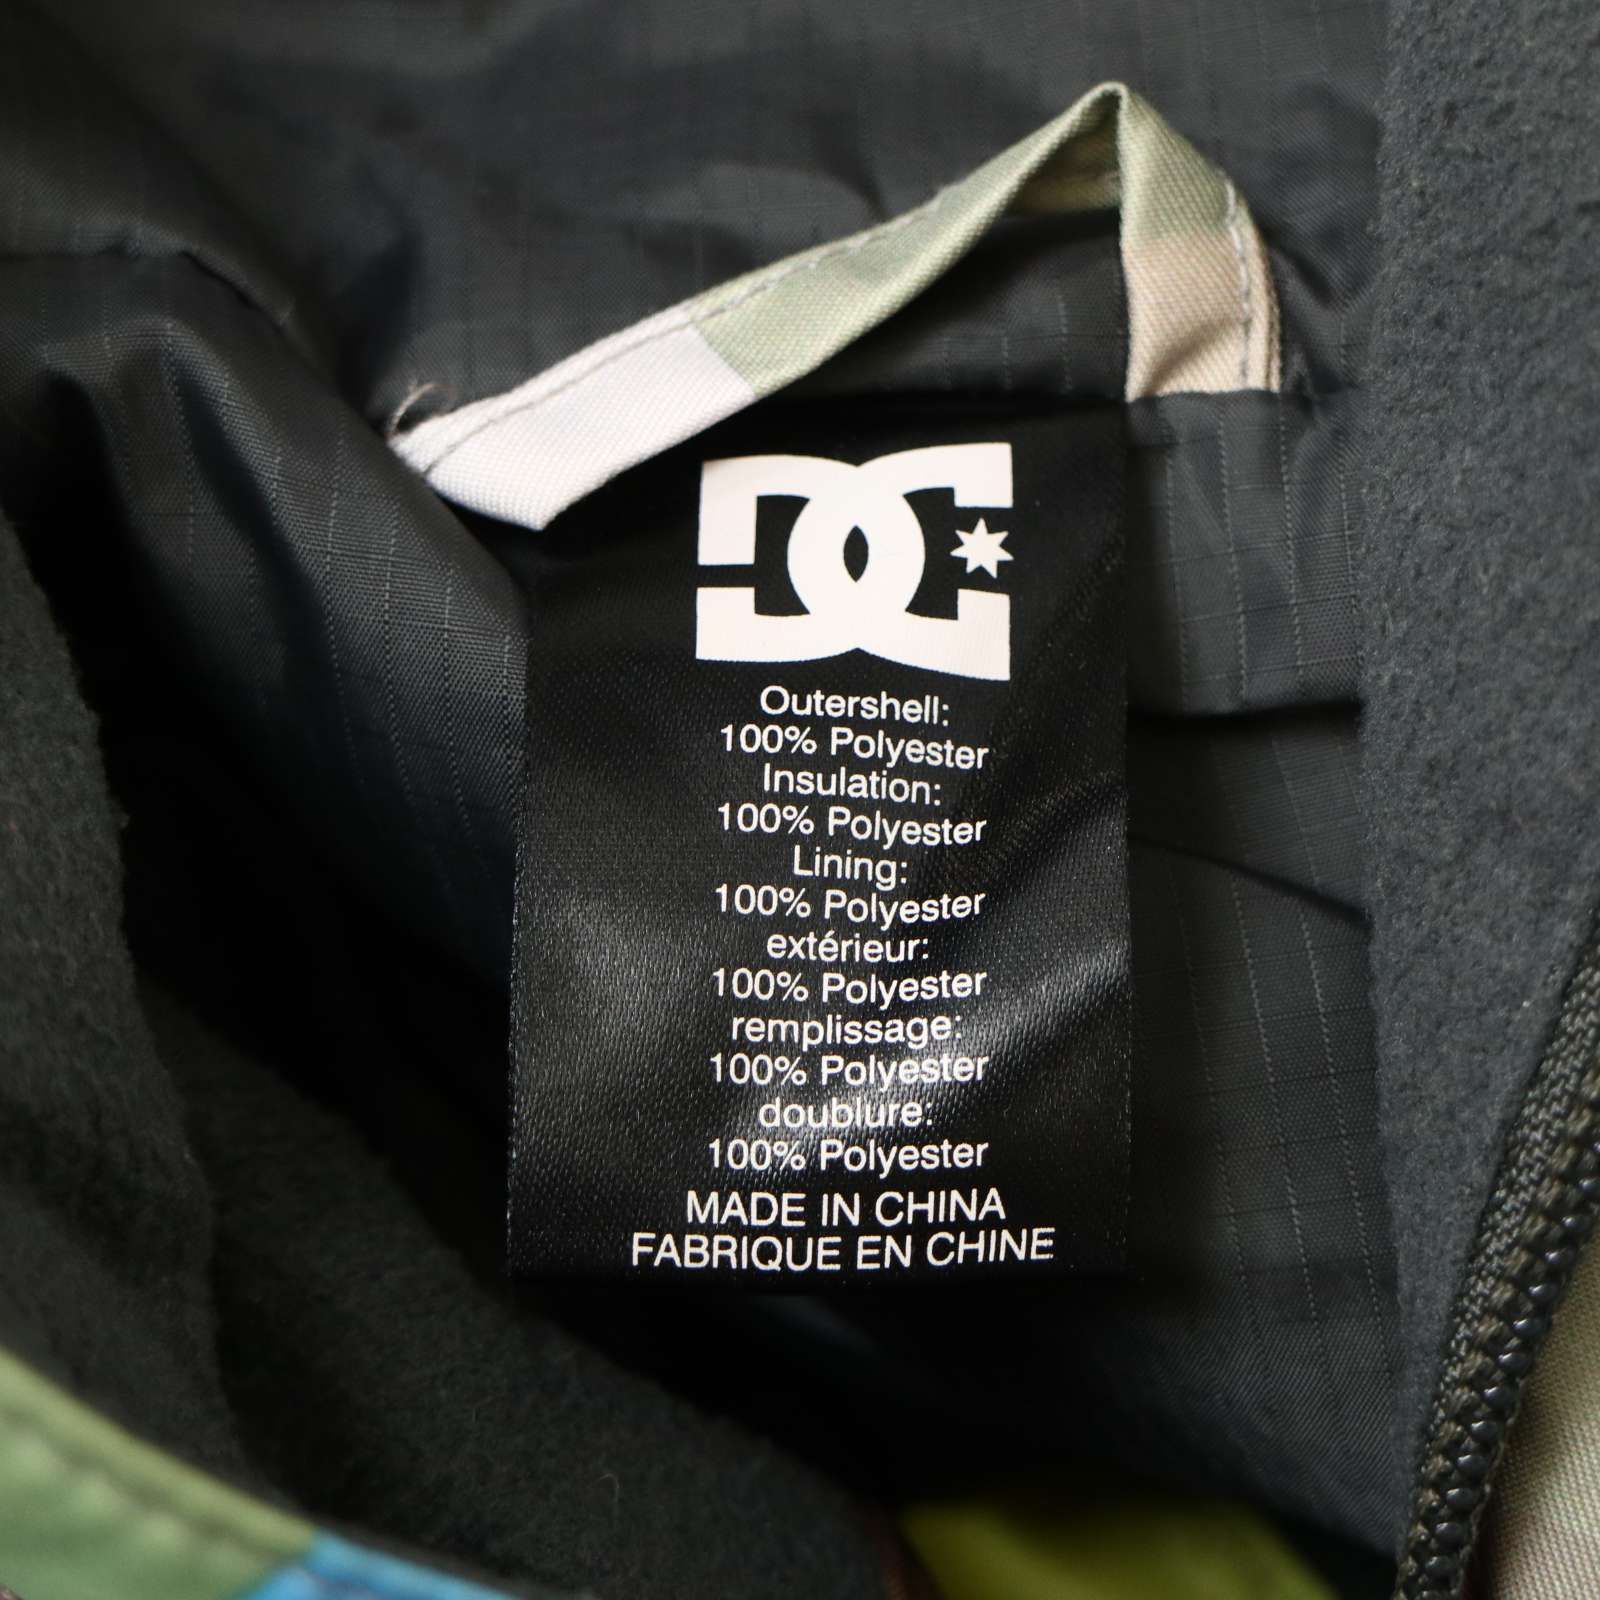 DC
Outershell:
100% Polyester
Insulation:
100% Polyester
Lining:
100% Polyester
extérieur:
100% Polyester
remplissage:
100% Polyester
doublure:
100% Polyester
MADE IN CHINA
FABRIQUE EN CHINE